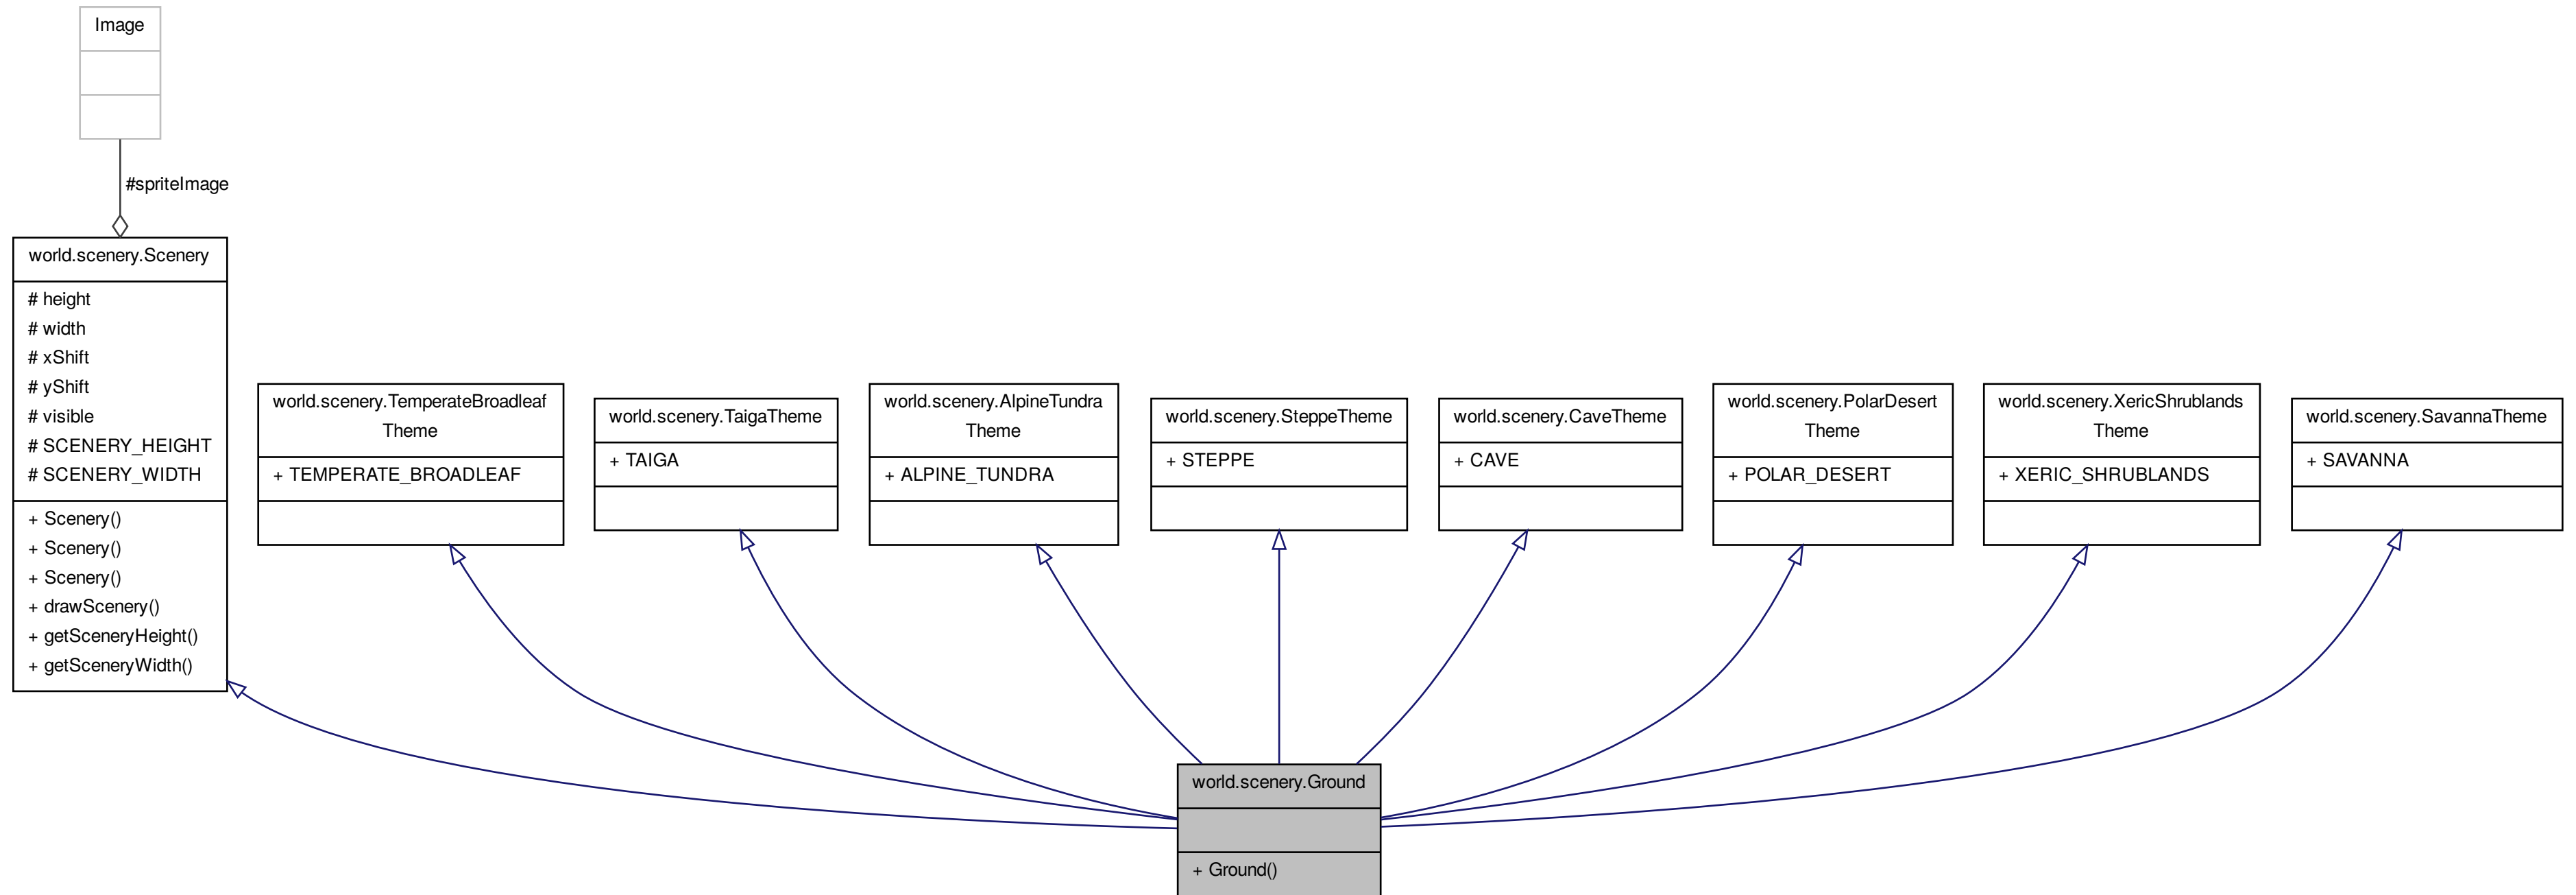 Image
#spriteImage
world.scenery.Scenery
# height
# width
# xShift
# yShift
# visible
# SCENERY_HEIGHT
# SCENERY_WIDTH
+ Scenery()
+ Scenery()
+ Scenery()
+ drawScenery()
+ getSceneryHeight()
+ getSceneryWidth()
world.scenery.TemperateBroadleaf
Theme
+ TEMPERATE_BROADLEAF
world.scenery.TaigaTheme
+ TAIGA
world.scenery.AlpineTundra
Theme
+ ALPINE_TUNDRA
world.scenery.SteppeTheme
+ STEPPE
world.scenery.CaveTheme
+ CAVE
world.scenery.PolarDesert
Theme
+ POLAR_DESERT
world.scenery.XericShrublands
Theme
+ XERIC_SHRUBLANDS
world.scenery.SavannaTheme
+ SAVANNA
world.scenery.Ground
+ Ground()